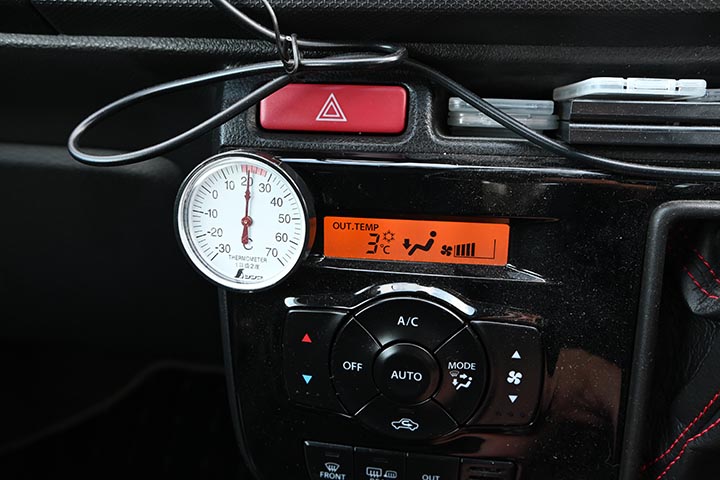 -30
-20
-10
0
10
20
30
40
50
60
70
℃
THERMOMETER
OUT.TEMP
3℃
A/C
OFF
AUTO
MODE
FRONT
OUT